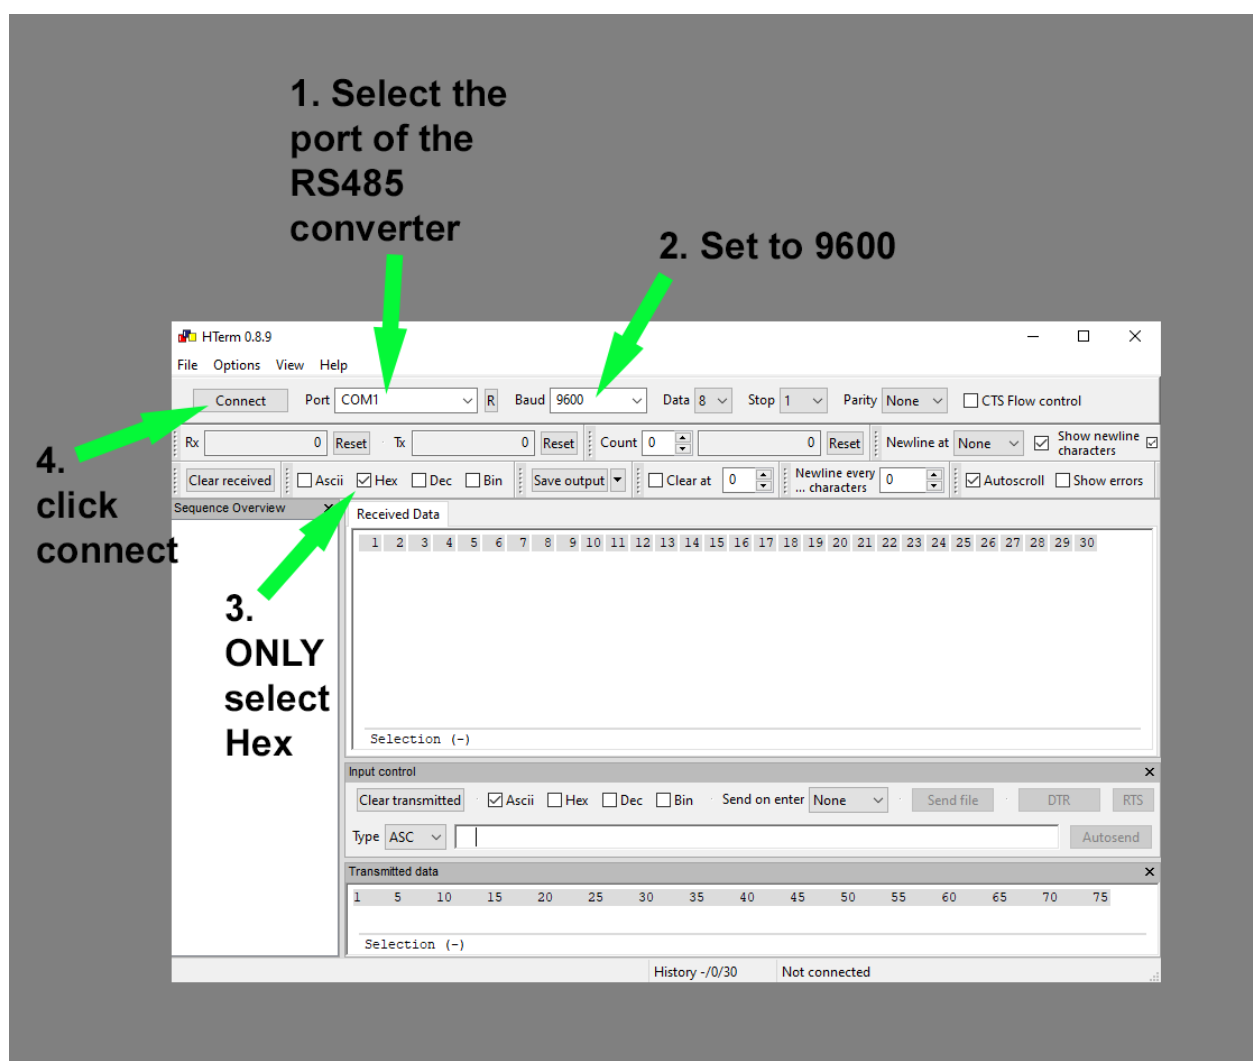 1. Select the
port of the
RS485
converter
2. Set to 9600
HTerm 0.8.9
File Options View Help
Connect Port COM1 R Baud 9600 Data 8 Stop 1 Parity None CTS Flow control
Rx 0 Reset Tx 0 Reset Count 0 0 Reset Newline at None Show newline
characters
Clear received Ascii Hex Dec Bin Save output Clear at 0 Newline every
... characters 0 Autoscroll Show errors
4.
click
connect
Sequence Overview
Received Data
1 2 3 4 5 6 7 8 9 10 11 12 13 14 15 16 17 18 19 20 21 22 23 24 25 26 27 28 29 30
3.
ONLY
select
Hex
Selection (-)
Input control
Clear transmitted Ascii Hex Dec Bin Send on enter None Send file DTR RTS
Type ASC Autosend
Transmitted data
1 5 10 15 20 25 30 35 40 45 50 55 60 65 70 75
Selection (-)
History -/0/30 Not connected